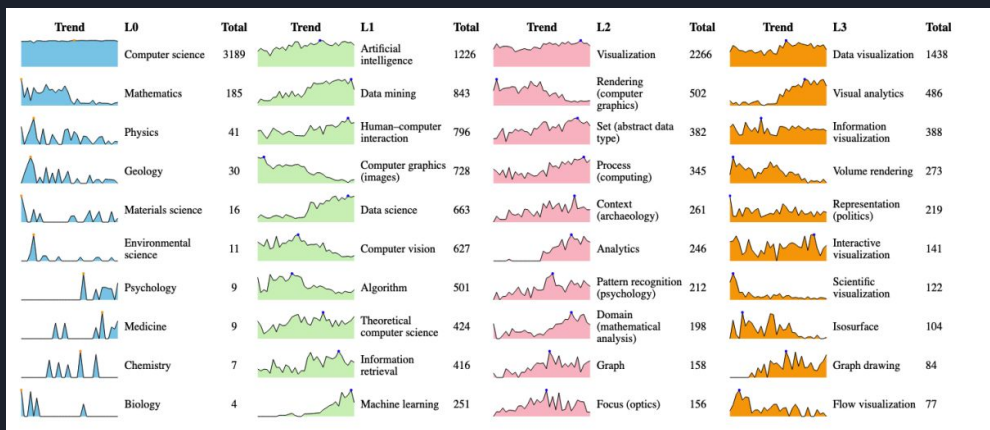 Trend L0 Total Trend L1 Total Trend L2 Total Trend L3 Total
Computer science 3189
Mathematics 185
Physics 41
Geology 30
Materials science 16
Environmental
science 11
Psychology 9
Medicine 9
Chemistry 7
Biology 4
Artificial
intelligence 1226
Data mining 843
Human–computer
interaction 796
Computer graphics
(images) 728
Data science 663
Computer vision 627
Algorithm 501
Theoretical
computer science 424
Information
retrieval 416
Machine learning 251
Visualization 2266
Rendering
(computer
graphics) 502
Set (abstract data
type) 382
Process
(computing) 345
Context
(archaeology) 261
Analytics 246
Pattern recognition
(psychology) 212
Domain
(mathematical
analysis) 198
Graph 158
Focus (optics) 156
Data visualization 1438
Visual analytics 486
Information
visualization 388
Volume rendering 273
Representation
(politics) 219
Interactive
visualization 141
Scientific
visualization 122
Isosurface 104
Graph drawing 84
Flow visualization 77